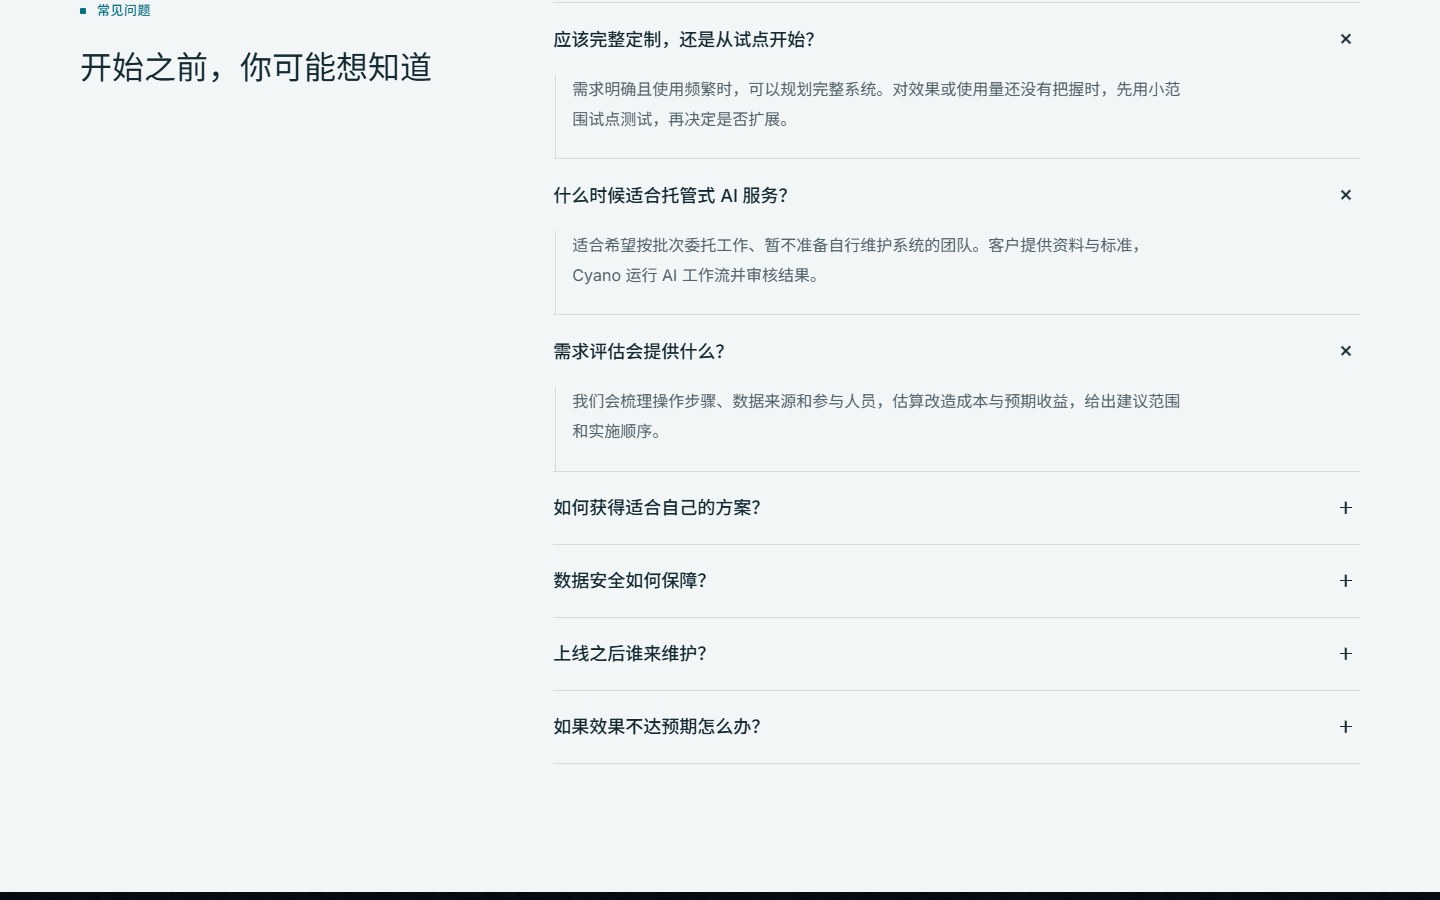 常见问题
开始之前，你可能想知道
应该完整定制，还是从试点开始？
需求明确且使用频繁时，可以规划完整系统。对效果或使用量还没有把握时，先用小范
围试点测试，再决定是否扩展。
什么时候适合托管式 AI 服务？
适合希望按批次委托工作、暂不准备自行维护系统的团队。客户提供资料与标准，
Cyano 运行 AI 工作流并审核结果。
需求评估会提供什么？
我们会梳理操作步骤、数据来源和参与人员，估算改造成本与预期收益，给出建议范围
和实施顺序。
如何获得适合自己的方案？
数据安全如何保障？
上线之后谁来维护？
如果效果不达预期怎么办？